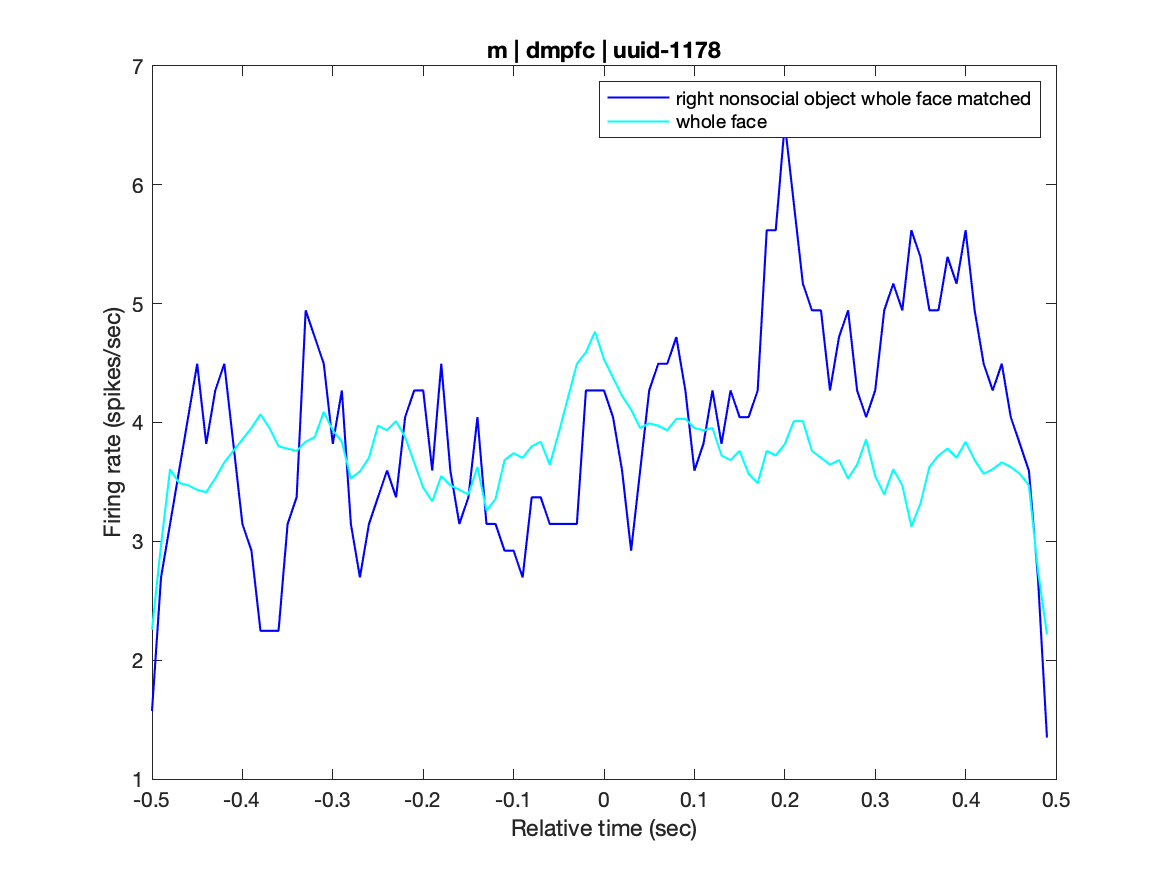 m | dmpfc | uuid-1178
right nonsocial object whole face matched
whole face
7
6
5
4
3
2
1
Firing rate (spikes/sec)
-0.5 -0.4 -0.3 -0.2 -0.1 0 0.1 0.2 0.3 0.4 0.5
Relative time (sec)